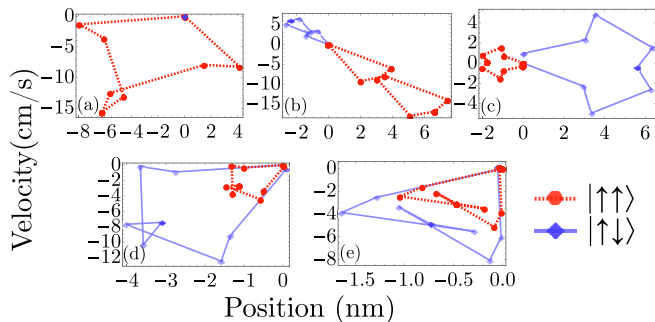 Velocity(cm/s)
0
−5
−10
−15
(a)
−8 −6 −4 −2 0 2 4
5
0
−5
−10
−15
(b)
−2 0 2 4 6
4
2
0
−2
−4
(c)
−2 0 2 4 6
0
−2
−4
−6
−8
−10
−12
(d)
−4 −3 −2 −1 0
0
−2
−4
−6
−8
(e)
−1.5 −1.0 −0.5 0.0
|↑↑⟩
|↑↓⟩
Position (nm)